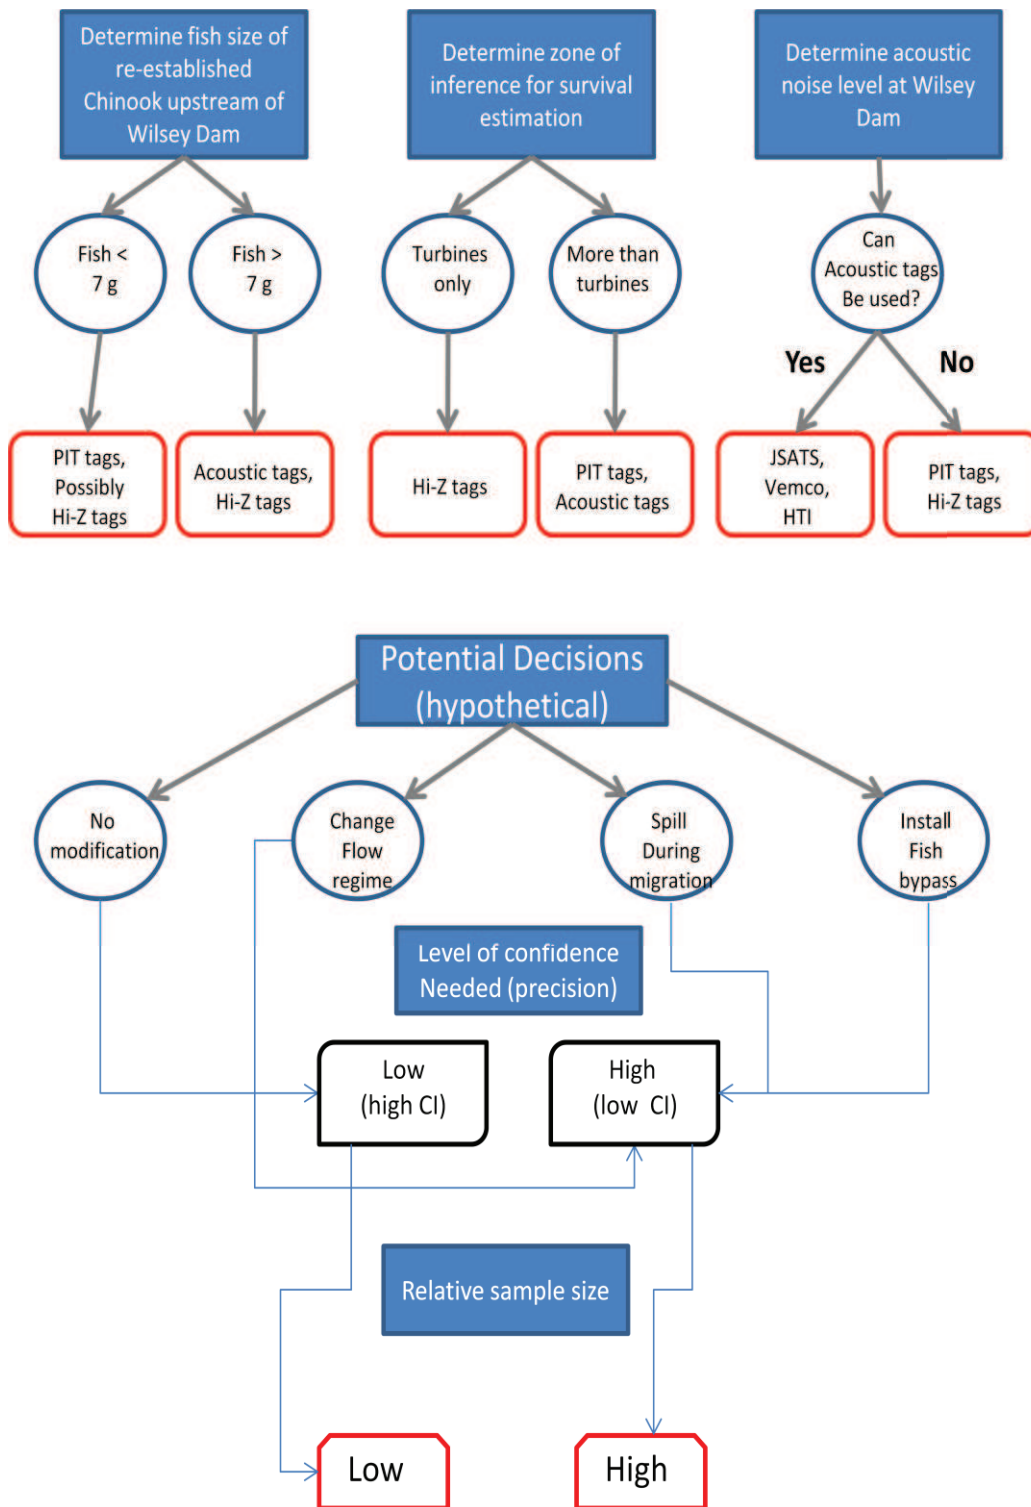 Determine fish size of
re-established
Chinook upstream of
Wilsey Dam
Determine zone of
inference for survival
estimation
Determine acoustic
noise level at Wilsey
Dam
Fish <
7 g
Fish >
7 g
Turbines
only
More than
turbines
Can
Acoustic tags
Be used?
Yes
No
PIT tags,
Possibly
Hi-Z tags
Acoustic tags,
Hi-Z tags
Hi-Z tags
PIT tags,
Acoustic tags
JSATS,
Vemco,
HTI
PIT tags,
Hi-Z tags
Potential Decisions
(hypothetical)
No
modification
Change
Flow
regime
Spill
During
migration
Install
Fish
bypass
Level of confidence
Needed (precision)
Low
(high CI)
High
(low CI)
Relative sample size
Low
High